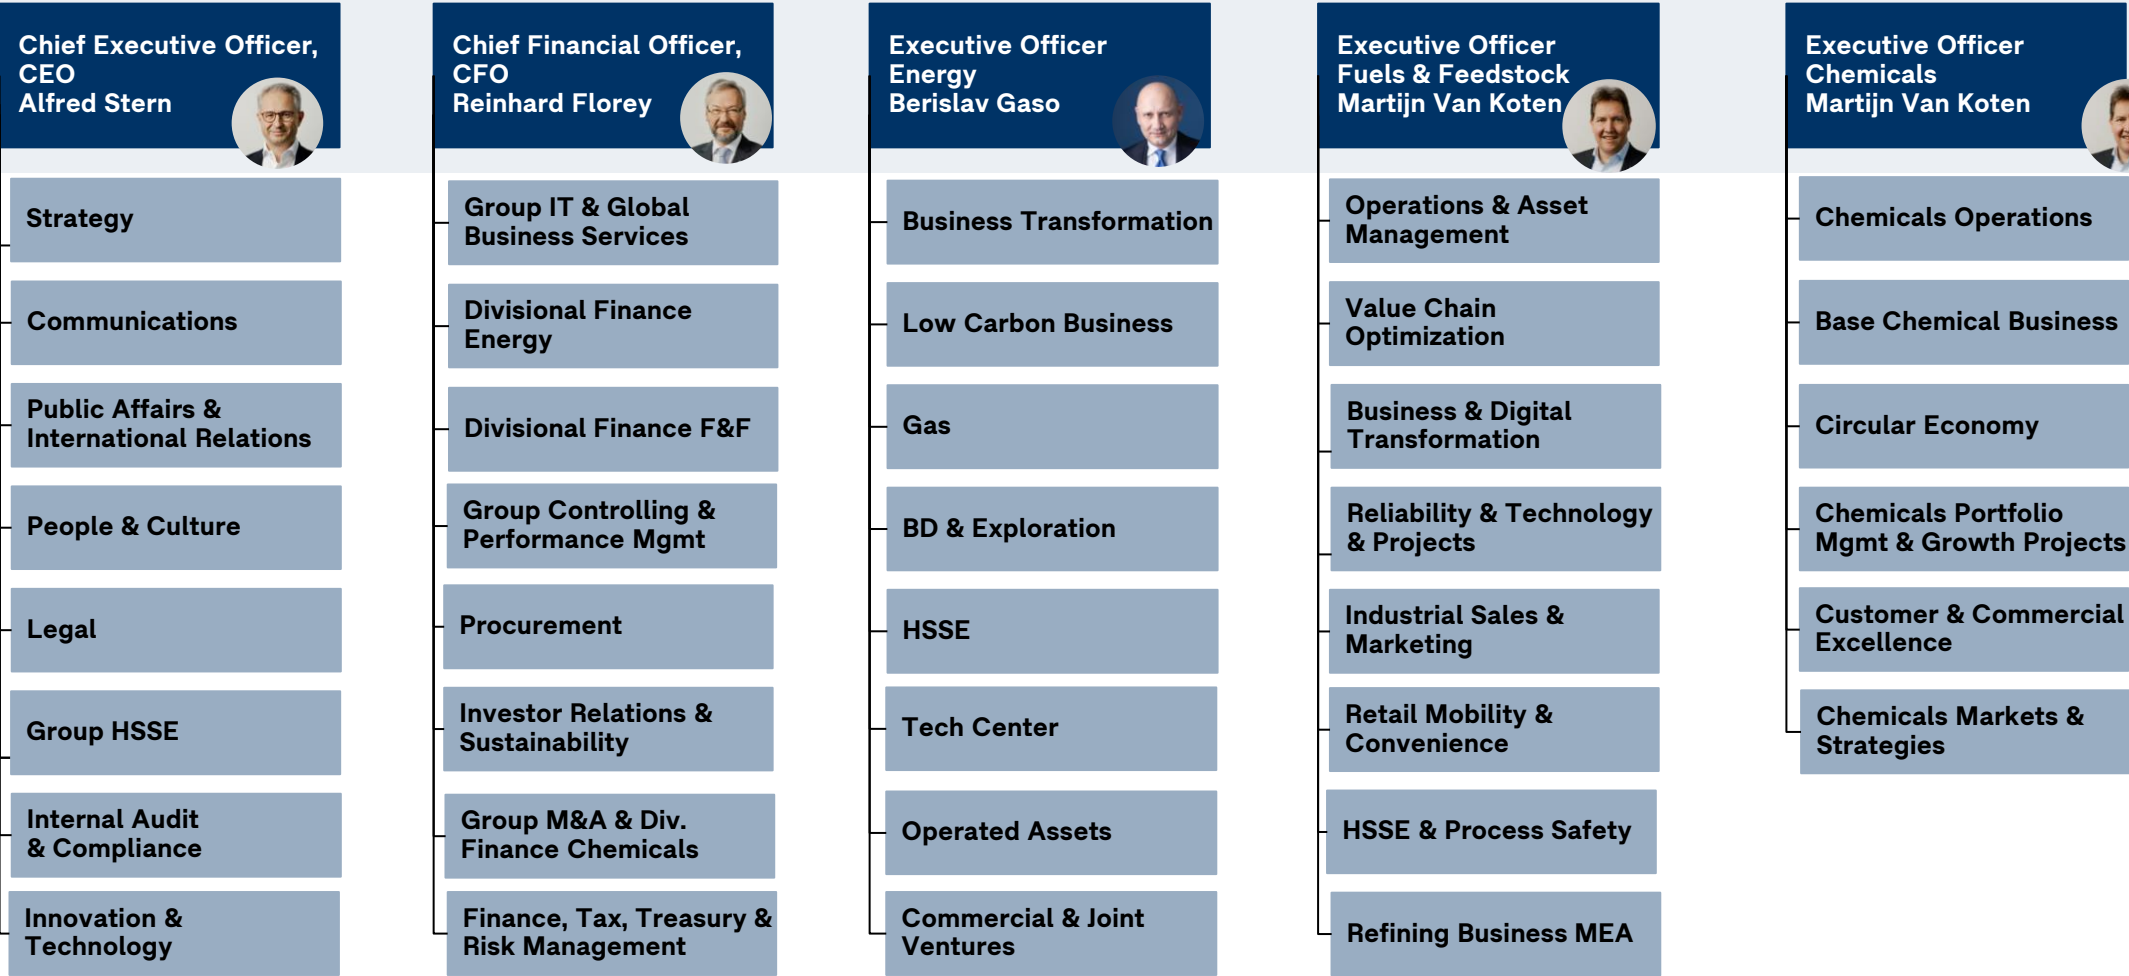 Chief Executive Officer,
CEO
Alfred Stern
Strategy
Communications
Public Affairs &
International Relations
People & Culture
Legal
Group HSSE
Internal Audit
& Compliance
Innovation &
Technology
Chief Financial Officer,
CFO
Reinhard Florey
Group IT & Global
Business Services
Divisional Finance
Energy
Divisional Finance F&F
Group Controlling &
Performance Mgmt
Procurement
Investor Relations &
Sustainability
Group M&A & Div.
Finance Chemicals
Finance, Tax, Treasury &
Risk Management
Executive Officer
Energy
Berislav Gaso
Business Transformation
Low Carbon Business
Gas
BD & Exploration
HSSE
Tech Center
Operated Assets
Commercial & Joint
Ventures
Executive Officer
Fuels & Feedstock
Martijn Van Koten
Operations & Asset
Management
Value Chain
Optimization
Business & Digital
Transformation
Reliability & Technology
& Projects
Industrial Sales &
Marketing
Retail Mobility &
Convenience
HSSE & Process Safety
Refining Business MEA
Executive Officer
Chemicals
Martijn Van Koten
Chemicals Operations
Base Chemical Business
Circular Economy
Chemicals Portfolio
Mgmt & Growth Projects
Customer & Commercial
Excellence
Chemicals Markets &
Strategies